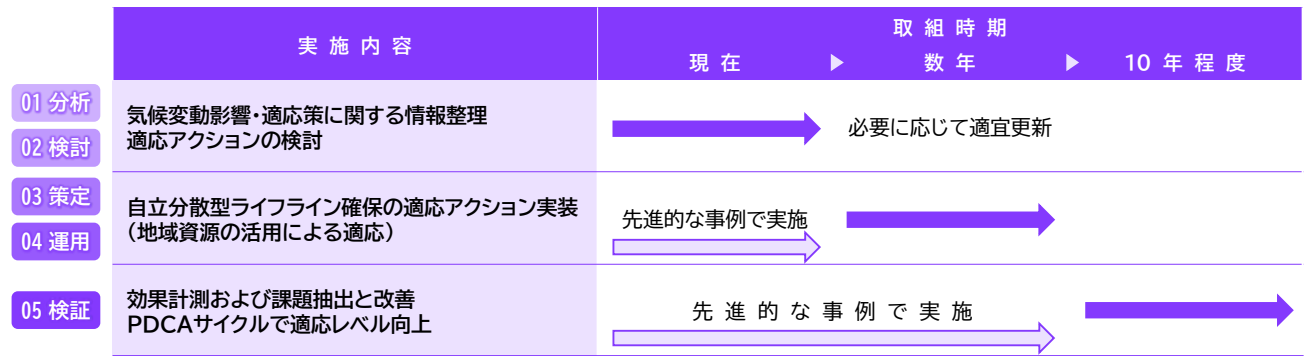 実施内容
取組時期
現在 ▶ 数年 ▶ 10年程度
01 分析
02 検討
気候変動影響・適応策に関する情報整理
適応アクションの検討
必要に応じて適宜更新
03 策定
04 運用
自立分散型ライフライン確保の適応アクション実装
(地域資源の活用による適応)
先進的な事例で実施
05 検証
効果計測および課題抽出と改善
PDCAサイクルで適応レベル向上
先進的な事例で実施